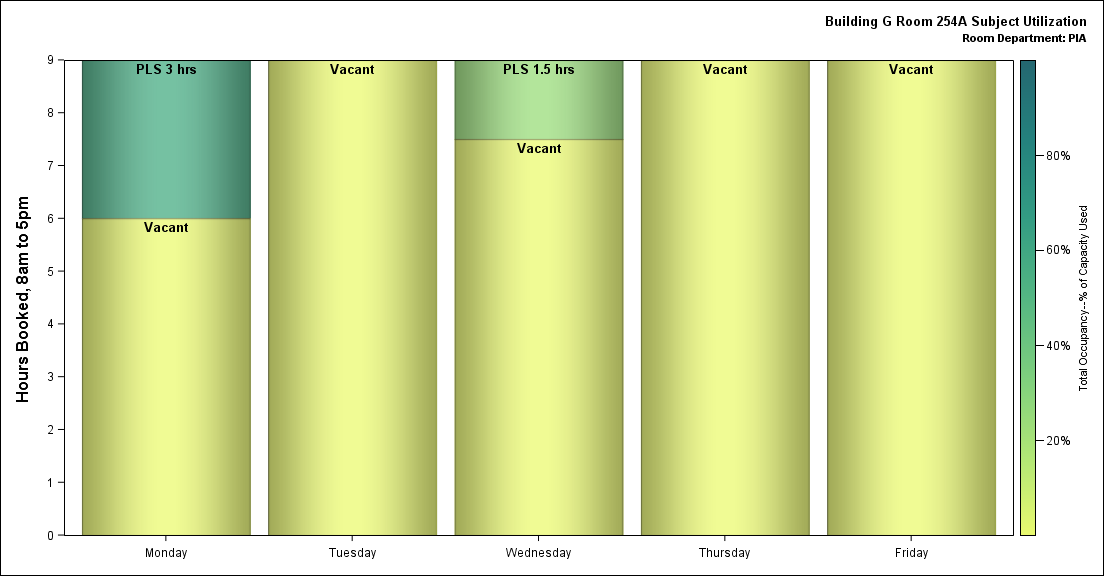 Building G Room 254A Subject Utilization
Room Department: PIA
Hours Booked, 8am to 5pm
9
8
7
6
5
4
3
2
1
0
PLS 3 hrs
Vacant
Vacant
PLS 1.5 hrs
Vacant
Vacant
Vacant
Monday
Tuesday
Wednesday
Thursday
Friday
80%
60%
40%
20%
Total Occupancy--% of Capacity Used